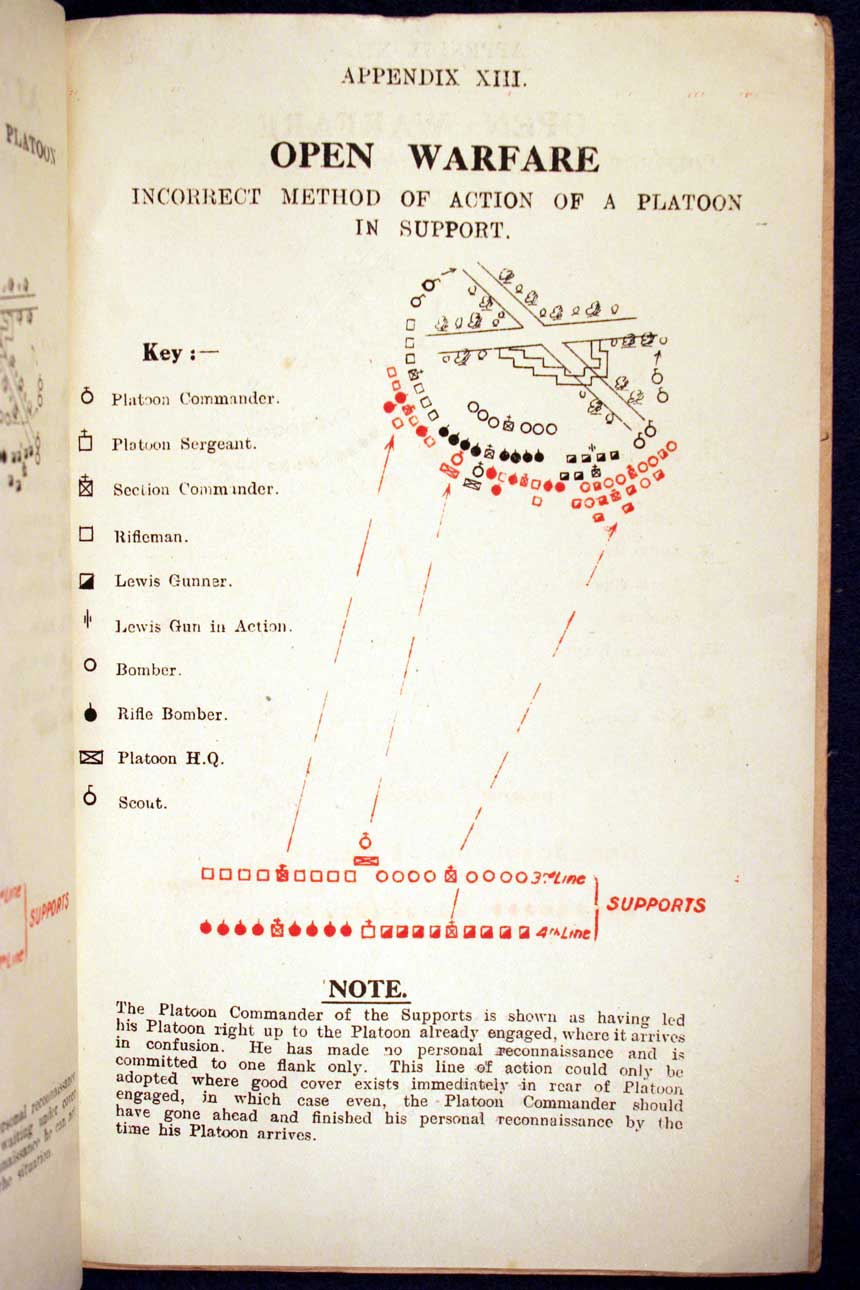 APPENDIX XIII.
OPEN WARFARE
INCORRECT METHOD OF ACTION OF A PLATOON
IN SUPPORT.
PLATOON
Key :—
Platoon Commander.
Platoon Sergeant.
Section Commander.
Rifleman.
Lewis Gunner.
Lewis Gun in Action.
Bomber.
Rifle Bomber.
Platoon H.Q.
Scout.
3rd Line
4th Line
SUPPORTS
SUPPORTS
NOTE.
The Platoon Commander of the Supports is shown as having led
his Platoon right up to the Platoon already engaged, where it arrives
in confusion. He has made no personal reconnaissance and is
committed to one flank only. This line of action could only be
adopted where good cover exists immediately in rear of Platoon
engaged, in which case even, the Platoon Commander should
have gone ahead and finished his personal reconnaissance by the
time his Platoon arrives.